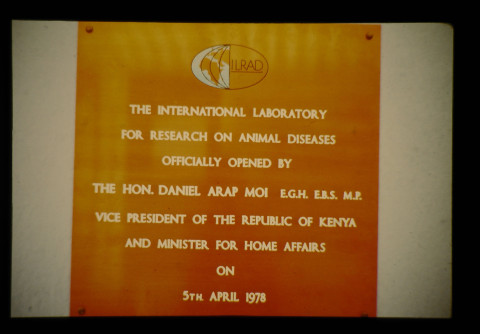 ILRAD
THE INTERNATIONAL LABORATORY
FOR RESEARCH ON ANIMAL DISEASES
OFFICIALLY OPENED BY
THE HON. DANIEL ARAP MOI E.G.H. E.B.S. M.P.
VICE PRESIDENT OF THE REPUBLIC OF KENYA
AND MINISTER FOR HOME AFFAIRS
ON
5TH. APRIL 1978